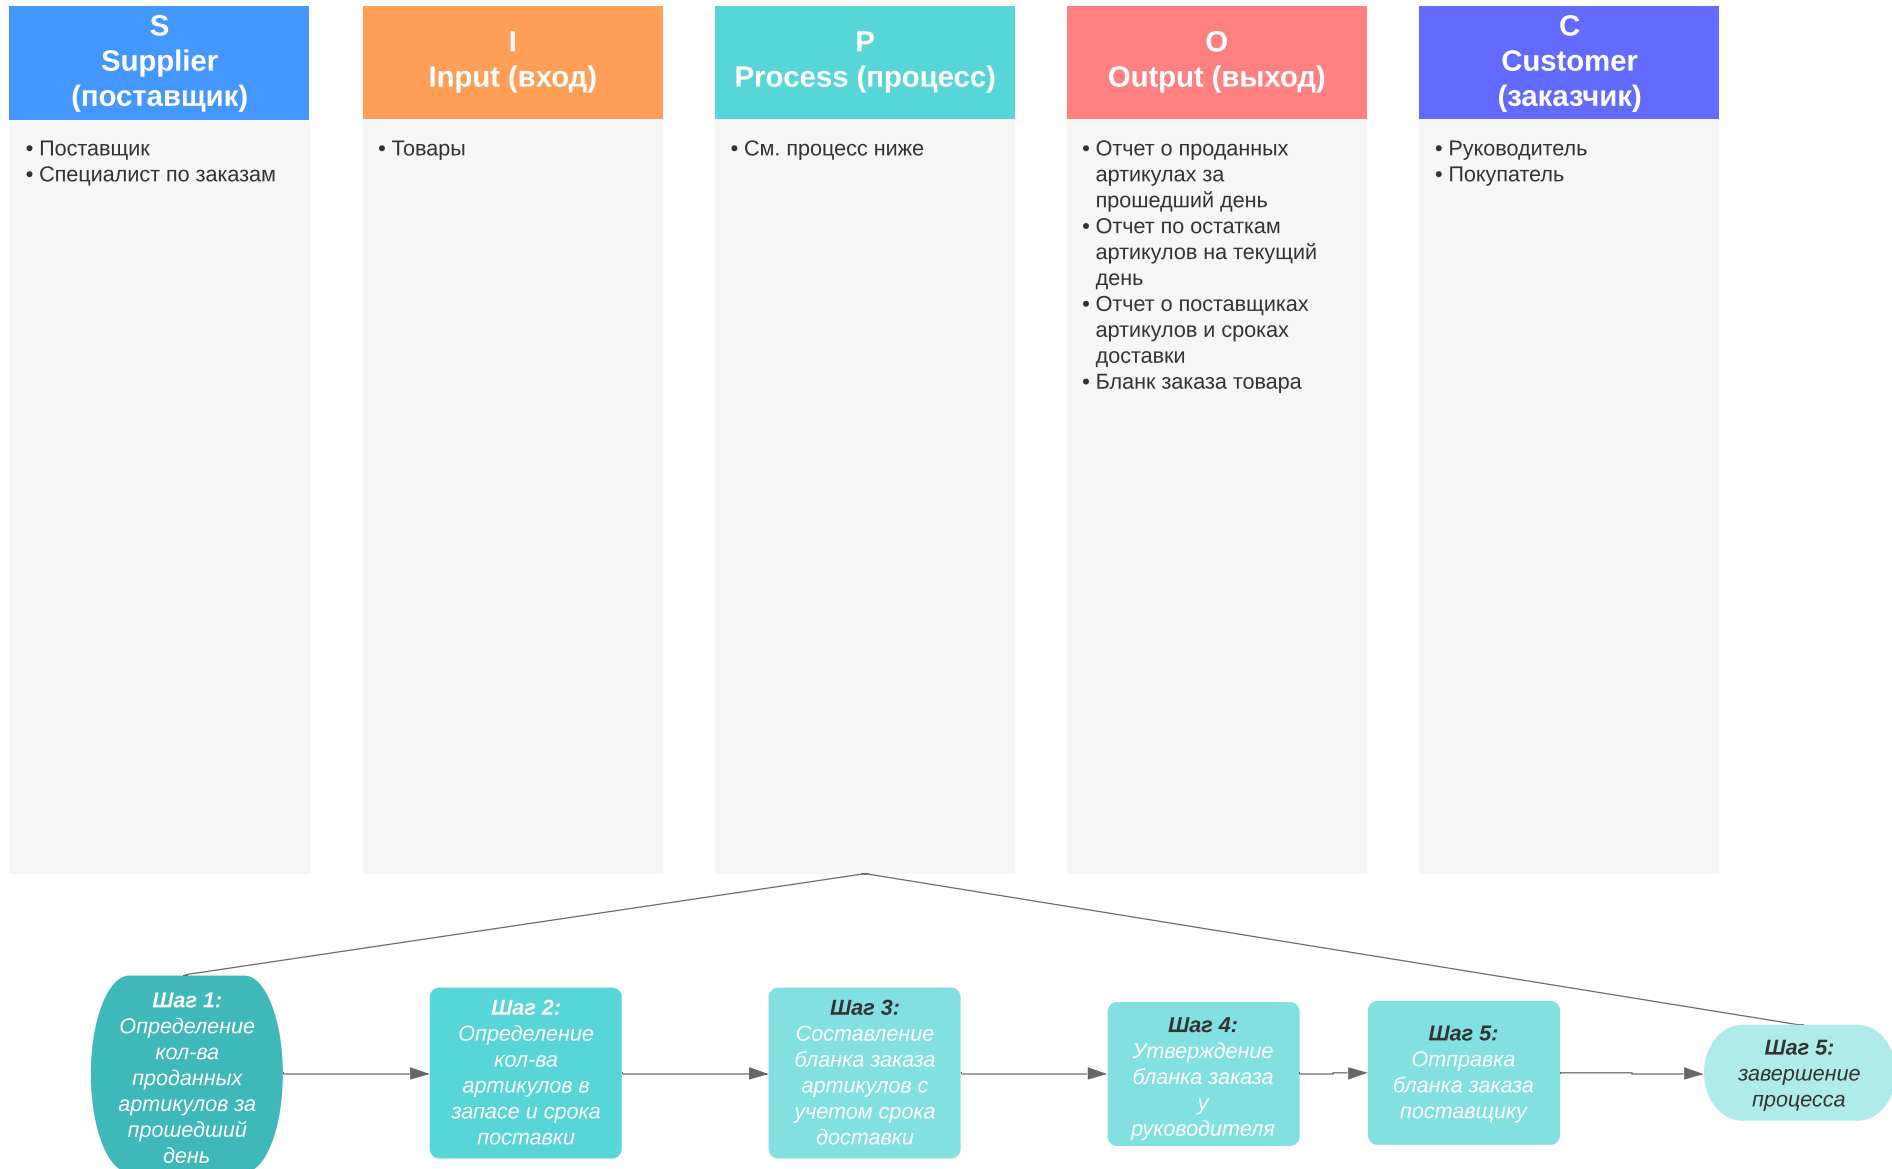 S
Supplier
(поставщик)
I
Input (вход)
P
Process (процесс)
O
Output (выход)
C
Customer
(заказчик)
• Поставщик
• Специалист по заказам
• Товары
• См. процесс ниже
• Отчет о проданных
артикулах за
прошедший день
• Отчет по остаткам
артикулов на текущий
день
• Отчет о поставщиках
артикулов и сроках
доставки
• Бланк заказа товара
• Руководитель
• Покупатель
Шаг 1:
Определение
кол-ва
проданных
артикулов за
прошедший
день
Шаг 2:
Определение
кол-ва
артикулов в
запасе и срока
поставки
Шаг 3:
Составление
бланка заказа
артикулов с
учетом срока
доставки
Шаг 4:
Утверждение
бланка заказа
у
руководителя
Шаг 5:
Отправка
бланка заказа
поставщику
Шаг 5:
завершение
процесса